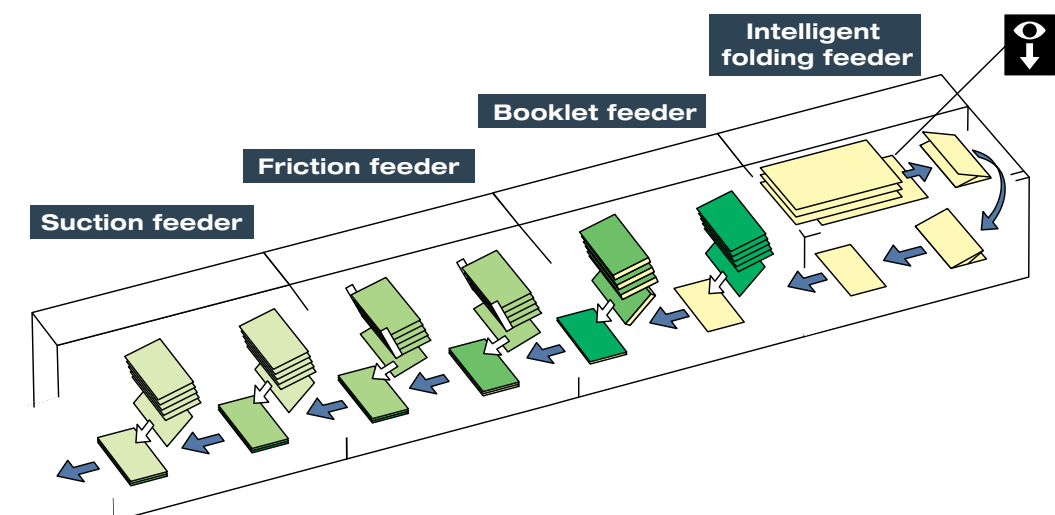 Intelligent
folding feeder
Booklet feeder
Friction feeder
Suction feeder